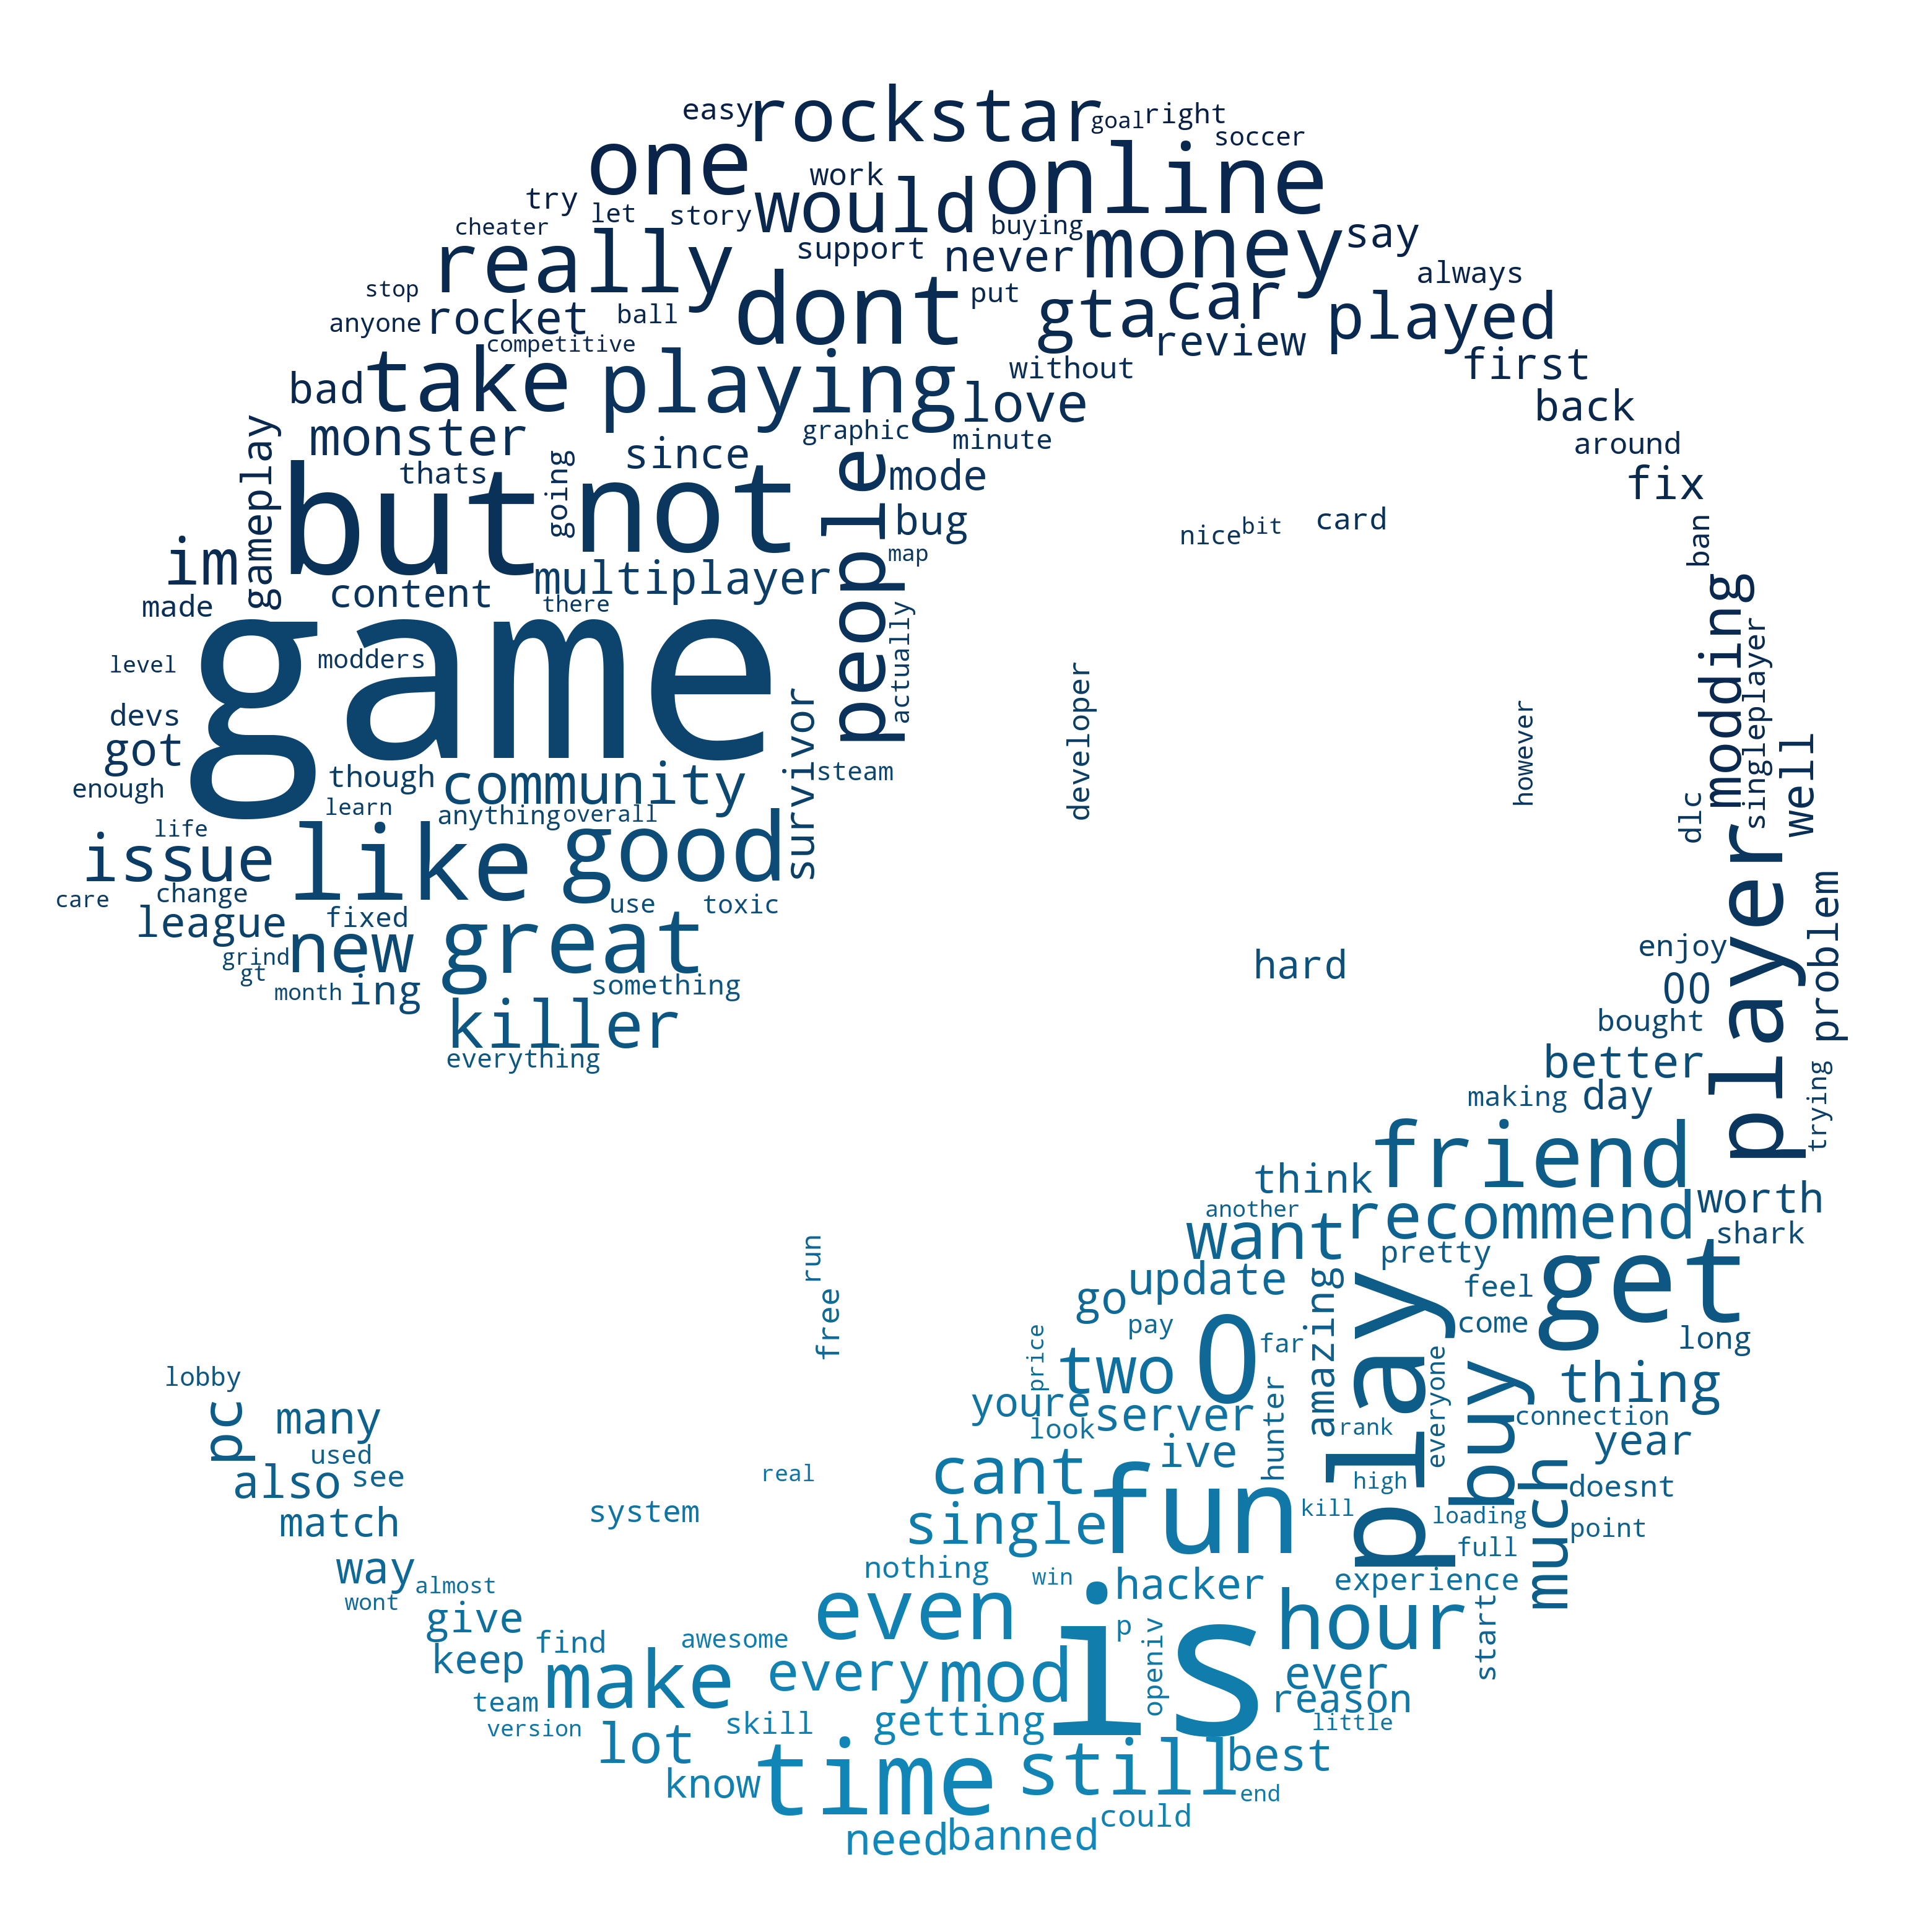 easy
rockstar
goal
right
soccer
one
work
would
online
try
let
story
cheater
buying
really
support
never
money
say
always
stop
dont
put
gta
car
played
anyone
rocket
ball
competitive
review
first
bad
take
playing
without
love
back
monster
graphic
minute
around
gameplay
thats
going
since
people
mode
fix
but
not
bug
nice
bit
card
ban
im
map
content
multiplayer
made
there
actually
modding
game
modders
level
singleplayer
developer
however
devs
got
survivor
well
enough
though
community
steam
dlc
learn
anything
overall
life
like
good
player
issue
care
change
use
toxic
problem
league
fixed
new
great
enjoy
grind
gt
month
ing
something
hard
00
killer
bought
everything
better
trying
making
day
friend
think
recommend
worth
another
want
shark
run
pretty
get
update
amazing
play
feel
free
go
pay
0
far
come
long
price
two
everyone
buy
thing
lobby
youre
pc
many
look
server
hunter
rank
connection
used
ive
year
also
see
real
cant
fun
high
much
doesnt
system
single
kill
loading
match
point
way
nothing
win
hacker
full
almost
experience
wont
give
even
is
hour
start
keep
find
awesome
p
openiv
team
make
every
mod
ever
reason
version
skill
getting
little
lot
time
still
best
know
end
could
need
banned